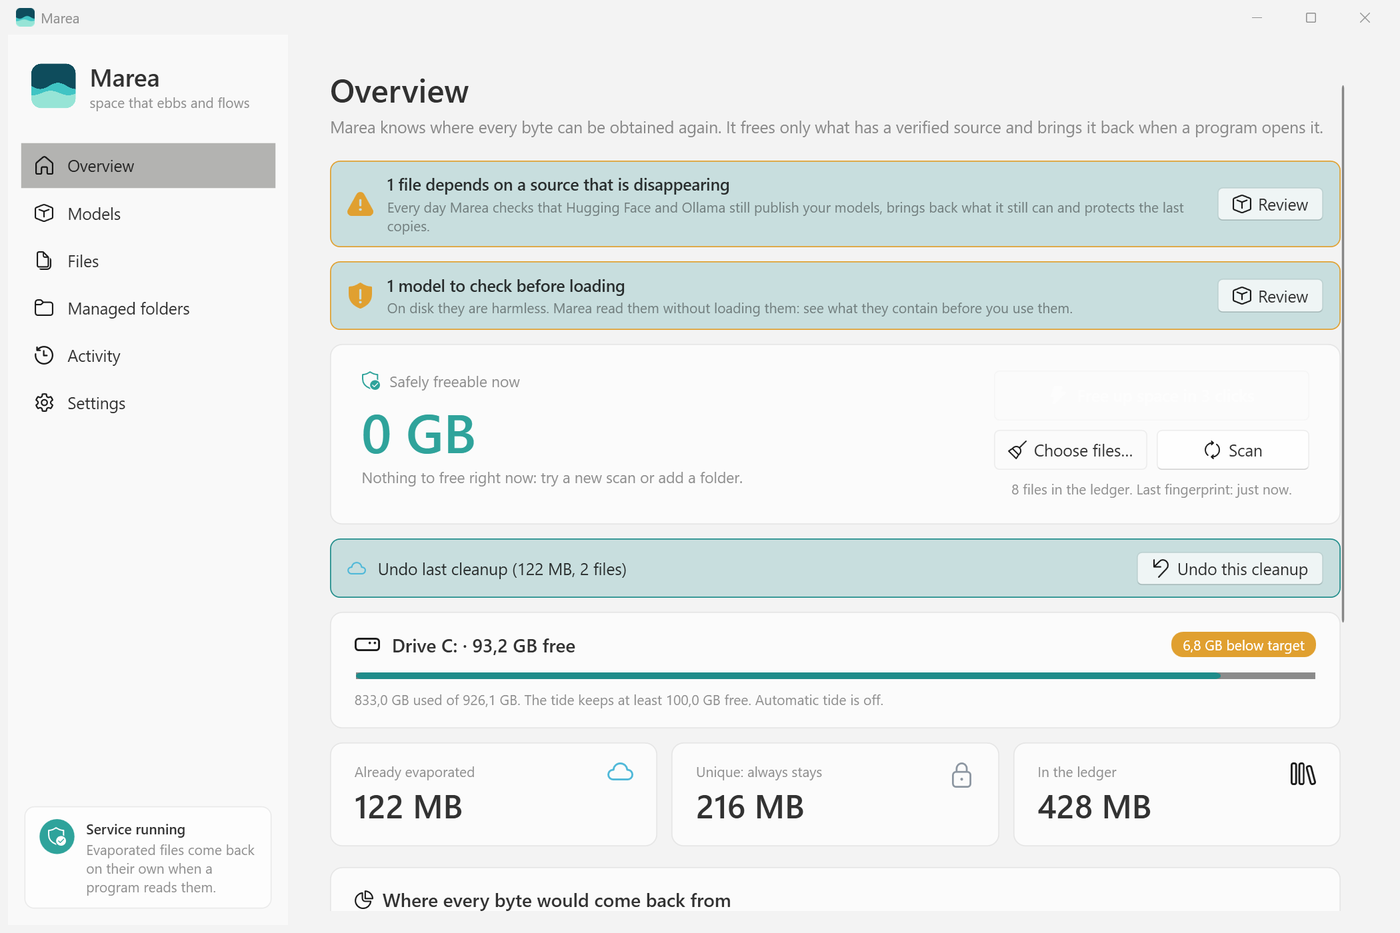 Marea
Marea
space that ebbs and flows
Overview
Models
Files
Managed folders
Activity
Settings
Service running
Evaporated files come back
on their own when a
program reads them.
Overview
Marea knows where every byte can be obtained again. It frees only what has a verified source and brings it back when a program opens it.
1 file depends on a source that is disappearing
Every day Marea checks that Hugging Face and Ollama still publish your models, brings back what it still can and protects the last
copies.
Review
1 model to check before loading
On disk they are harmless. Marea read them without loading them: see what they contain before you use them.
Review
Safely freeable now
0 GB
Nothing to free right now: try a new scan or add a folder.
Choose files...
Scan
8 files in the ledger. Last fingerprint: just now.
Undo last cleanup (122 MB, 2 files)
Undo this cleanup
Drive C: · 93,2 GB free
6,8 GB below target
833,0 GB used of 926,1 GB. The tide keeps at least 100,0 GB free. Automatic tide is off.
Already evaporated
122 MB
Unique: always stays
216 MB
In the ledger
428 MB
Where every byte would come back from